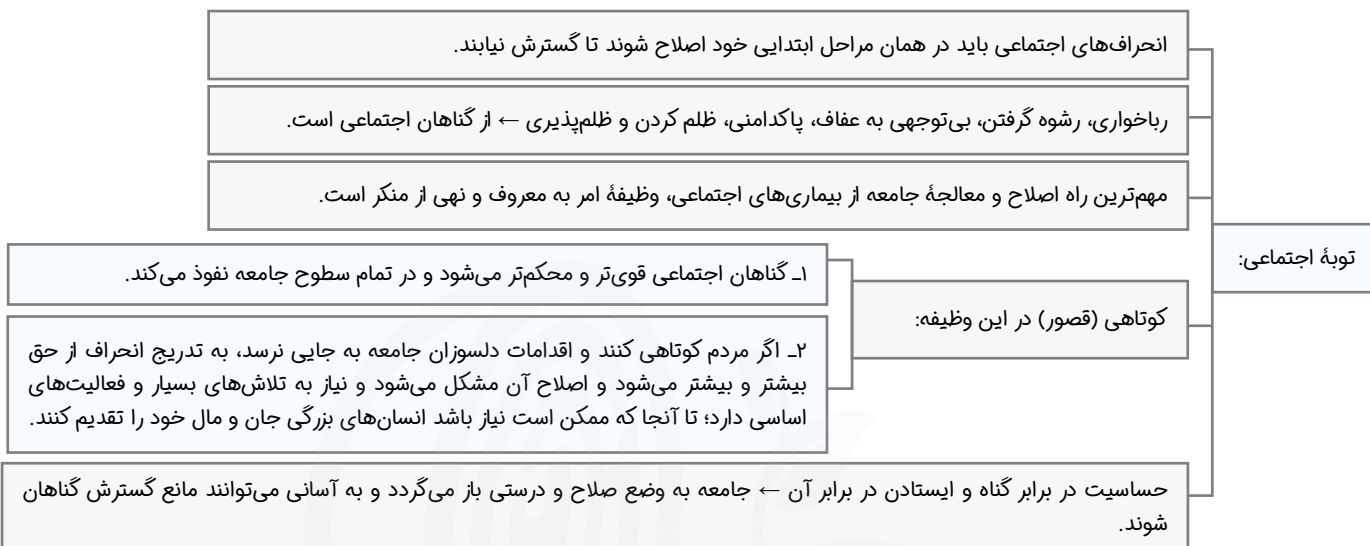 توبهٔ اجتماعی:
انحراف‌های اجتماعی باید در همان مراحل ابتدایی خود اصلاح شوند تا گسترش نیابند.
رباخواری، رشوه گرفتن، بی‌توجهی به عفاف، پاکدامنی، ظلم کردن و ظلم‌پذیری ← از گناهان اجتماعی است.
مهم‌ترین راه اصلاح و معالجهٔ جامعه از بیماری‌های اجتماعی، وظیفهٔ امر به معروف و نهی از منکر است.
کوتاهی (قصور) در این وظیفه:
۱ـ گناهان اجتماعی قوی‌تر و محکم‌تر می‌شود و در تمام سطوح جامعه نفوذ می‌کند.
۲ـ اگر مردم کوتاهی کنند و اقدامات دلسوزان جامعه به جایی نرسد، به تدریج انحراف از حق
بیشتر و بیشتر می‌شود و اصلاح آن مشکل می‌شود و نیاز به تلاش‌های بسیار و فعالیت‌های
اساسی دارد؛ تا آنجا که ممکن است نیاز باشد انسان‌های بزرگی جان و مال خود را تقدیم کنند.
حساسیت در برابر گناه و ایستادن در برابر آن ← جامعه به وضع صلاح و درستی باز می‌گردد و به آسانی می‌توانند مانع گسترش گناهان
شوند.